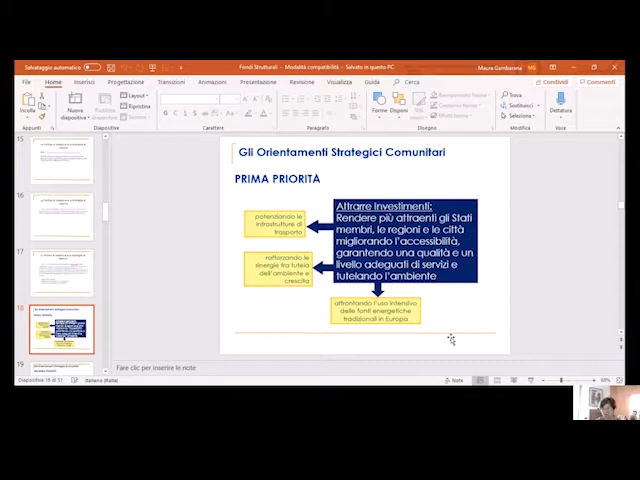 Salvataggio automatico
Fondi Strutturali - Modalità compatibilità - Salvato in questo PC
Maura Gambarana
File Home Inserisci Progettazione Transizioni Animazioni Presentazione Revisione Visualizza Guida Cerca
Condividi Commenti
Incolla
Nuova diapositiva
Layout
Ripristina
Sezione
Disponi
Trova
Sostituisci
Seleziona
Dettatura
Appunti Diapositive Carattere Paragrafo Disegno Modifica Voce
15
16
17
18
19
Gli Orientamenti Strategici Comunitari
PRIMA PRIORITÀ
potenziando le
infrastrutture di
trasporto
rafforzando le
sinergie tra tutela
dell'ambiente e
crescita
Attrarre Investimenti:
Rendere più attraenti gli Stati
membri, le regioni e le città
migliorando l'accessibilità,
garantendo una qualità e un
livello adeguati di servizi e
tutelando l'ambiente
affrontando l'uso intensivo
delle fonti energetiche
tradizionali in Europa
Fare clic per inserire le note
Italiano (Italia)
Note